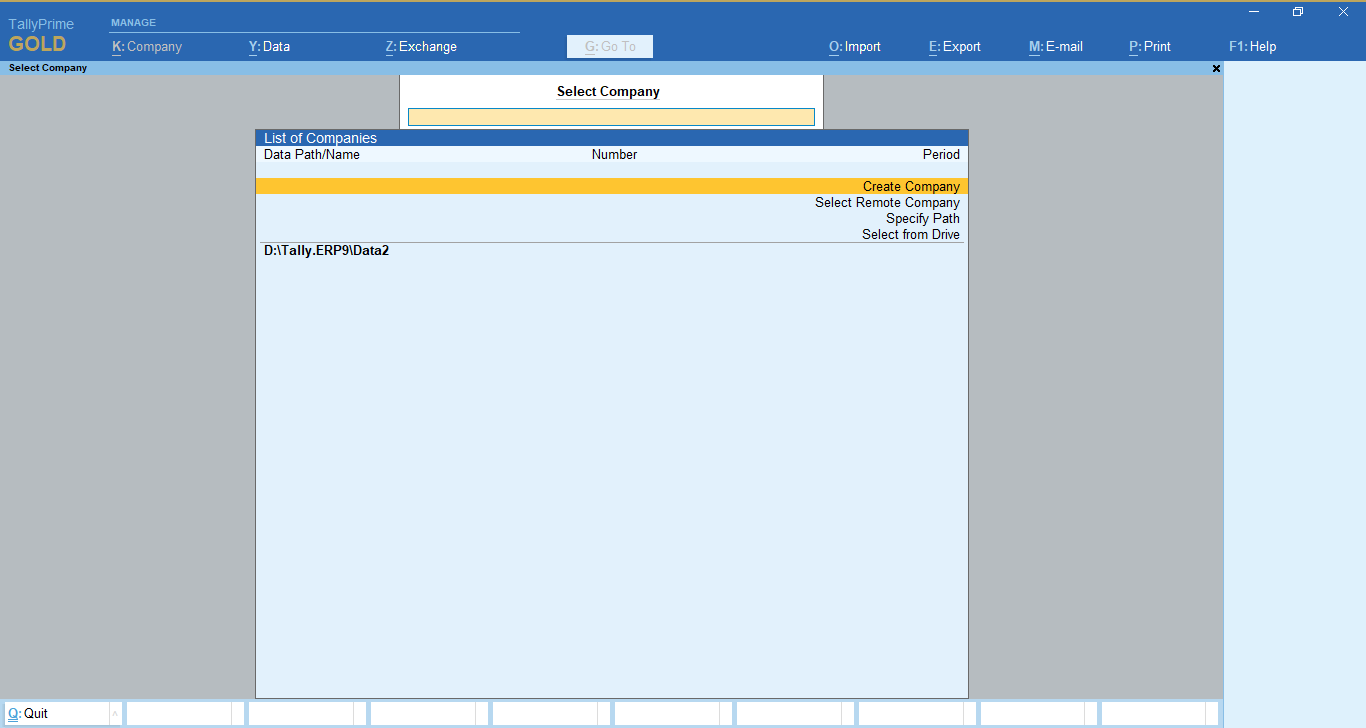 TallyPrime
GOLD
MANAGE
K: Company
Y: Data
Z: Exchange
G: Go To
O: Import
E: Export
M: E-mail
P: Print
F1: Help
Select Company
Select Company
List of Companies
Data Path/Name Number Period
Create Company
Select Remote Company
Specify Path
Select from Drive
D:\Tally.ERP9\Data2
Q: Quit